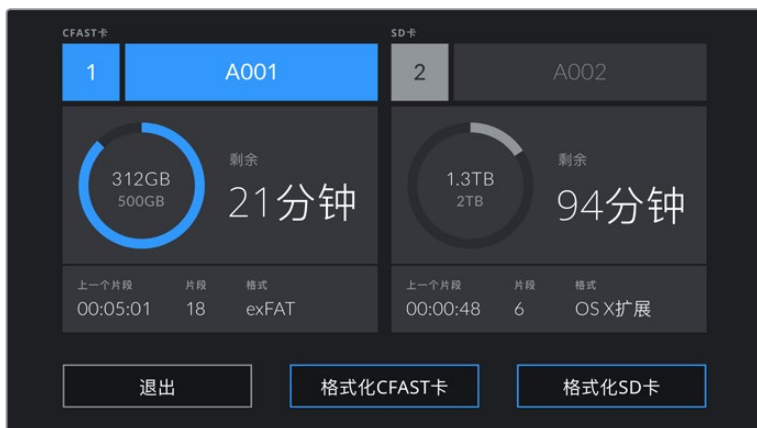 CFAST卡
1
A001
312GB
500GB
剩余
21分钟
上一个片段
片段
格式
00:05:01
18
exFAT
SD卡
2
A002
1.3TB
2TB
剩余
94分钟
上一个片段
片段
格式
00:00:48
6
OS X扩展
退出
格式化CFAST卡
格式化SD卡